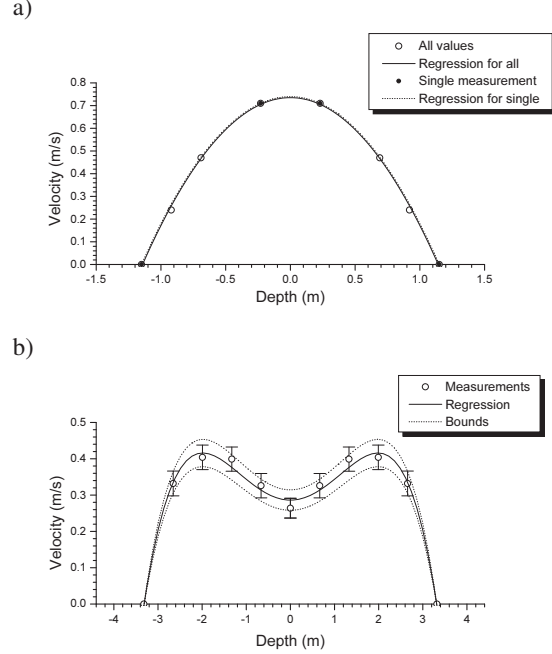 a)
All values
Regression for all
Single measurement
Regression for single
0.8
0.7
0.6
0.5
0.4
0.3
0.2
0.1
0.0
Velocity (m/s)
-1.5 -1.0 -0.5 0.0 0.5 1.0 1.5
Depth (m)
b)
Measurements
Regression
Bounds
0.5
0.4
0.3
0.2
0.1
0.0
Velocity (m/s)
-4 -3 -2 -1 0 1 2 3 4
Depth (m)